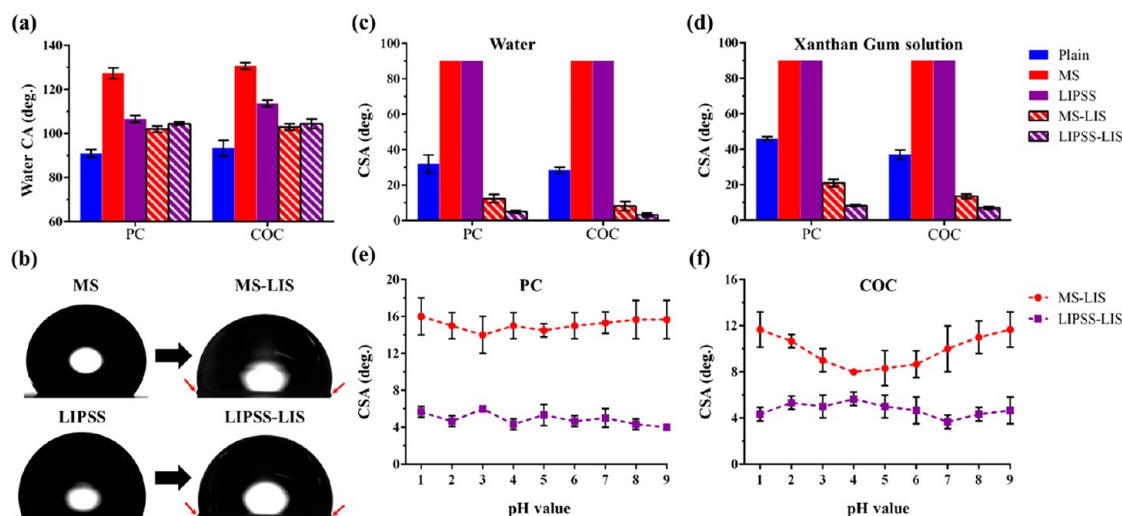 (a)
Water CA (deg.)
140
120
100
80
60
PC
COC
(c)
Water
CSA (deg.)
100
80
60
40
20
0
PC
COC
(d)
Xanthan Gum solution
CSA (deg.)
100
80
60
40
20
0
PC
COC
Plain
MS
LIPSS
MS-LIS
LIPSS-LIS
(b)
MS
MS-LIS
LIPSS
LIPSS-LIS
(e)
PC
CSA (deg.)
20
16
12
8
4
0
1 2 3 4 5 6 7 8 9
pH value
(f)
COC
CSA (deg.)
16
12
8
4
0
1 2 3 4 5 6 7 8 9
pH value
MS-LIS
LIPSS-LIS